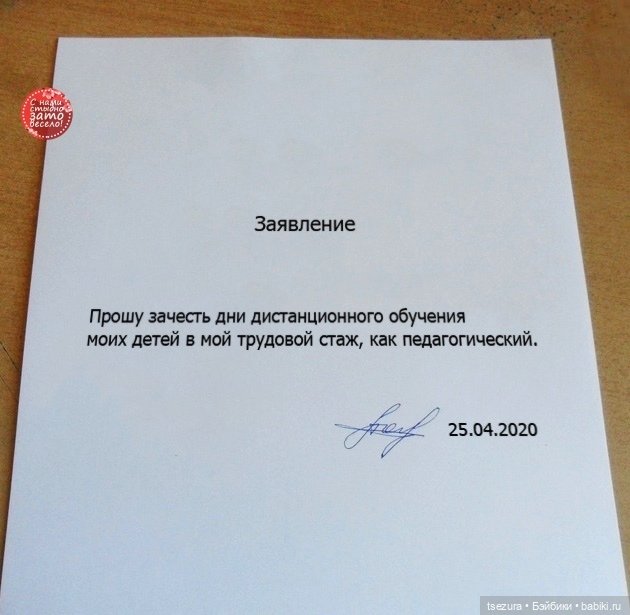 С нами
стыдно
зато
весело!
Заявление
Прошу зачесть дни дистанционного обучения
моих детей в мой трудовой стаж, как педагогический.
25.04.2020
tsezura • Бэйбики • babiki.ru